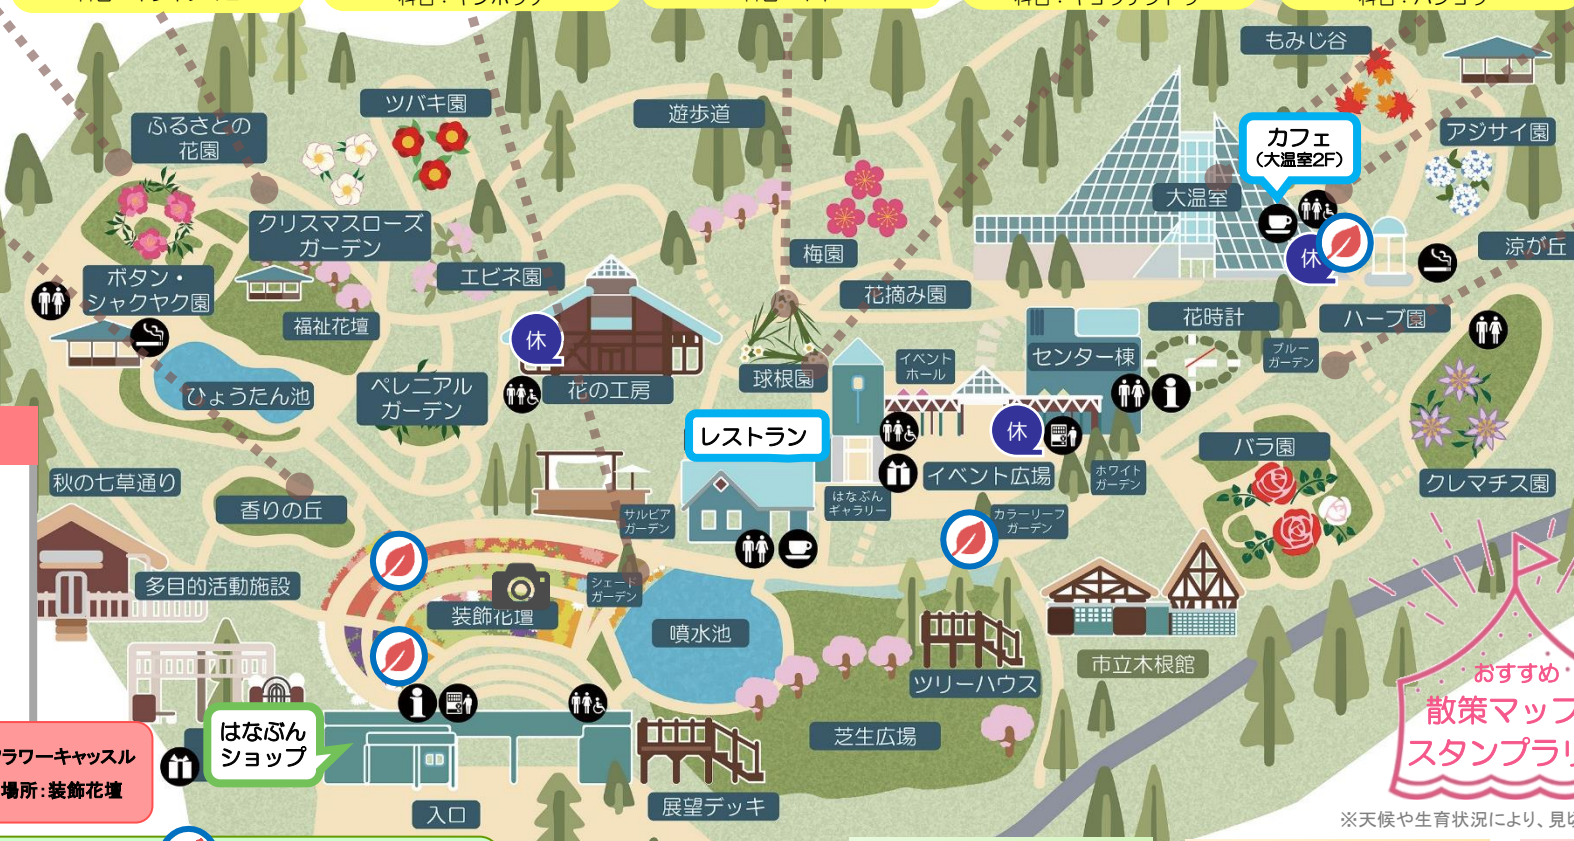 もみじ谷
ツバキ園
遊歩道
ふるさとの
花園
カフェ
(大温室2F)
アジサイ園
大温室
クリスマスローズ
ガーデン
梅園
休
涼が丘
ボタン・
シャクヤク園
エビネ園
花摘み園
福祉花壇
花時計
ハーブ園
休
センター棟
イベント
ホール
ブルー
ガーデン
ひょうたん池
ペレニアル
ガーデン
花の工房
球根園
レストラン
休
バラ園
秋の七草通り
イベント広場
ホワイト
ガーデン
クレマチス園
香りの丘
サルビア
ガーデン
はなぶん
ギャラリー
カラーリーフ
ガーデン
多目的活動施設
シェード
ガーデン
装飾花壇
噴水池
市立木根館
ツリーハウス
おすすめ
散策マップ
スタンプラリ
はなぶん
ショップ
芝生広場
ラワーキャッスル
場所：装飾花壇
入口
展望デッキ
※天候や生育状況により、見